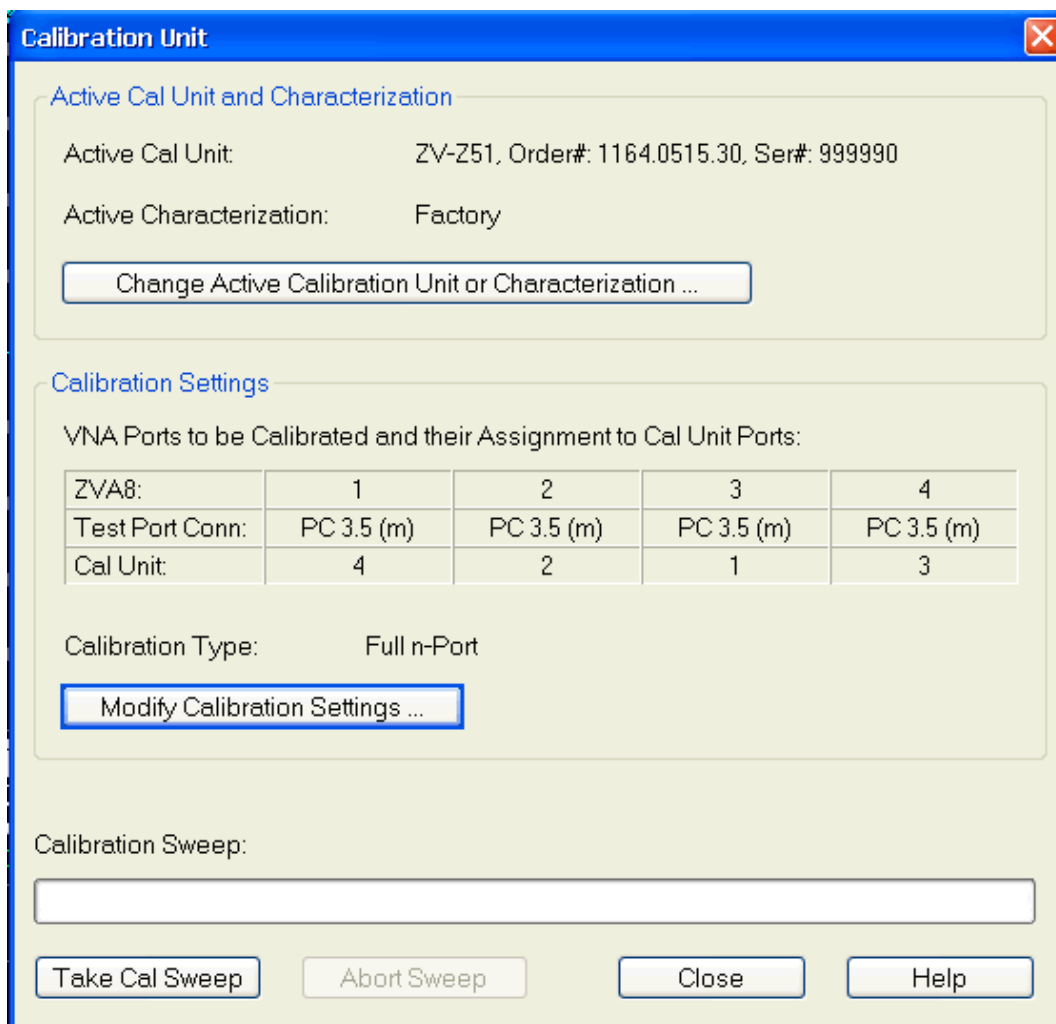 Calibration Unit
Active Cal Unit and Characterization
Active Cal Unit: ZV-Z51, Order#: 1164.0515.30, Ser#: 999990
Active Characterization: Factory
Change Active Calibration Unit or Characterization ...
Calibration Settings
VNA Ports to be Calibrated and their Assignment to Cal Unit Ports:
ZVA8: 1 2 3 4
Test Port Conn: PC 3.5 (m) PC 3.5 (m) PC 3.5 (m) PC 3.5 (m)
Cal Unit: 4 2 1 3
Calibration Type: Full n-Port
Modify Calibration Settings ...
Calibration Sweep:
Take Cal Sweep Abort Sweep Close Help